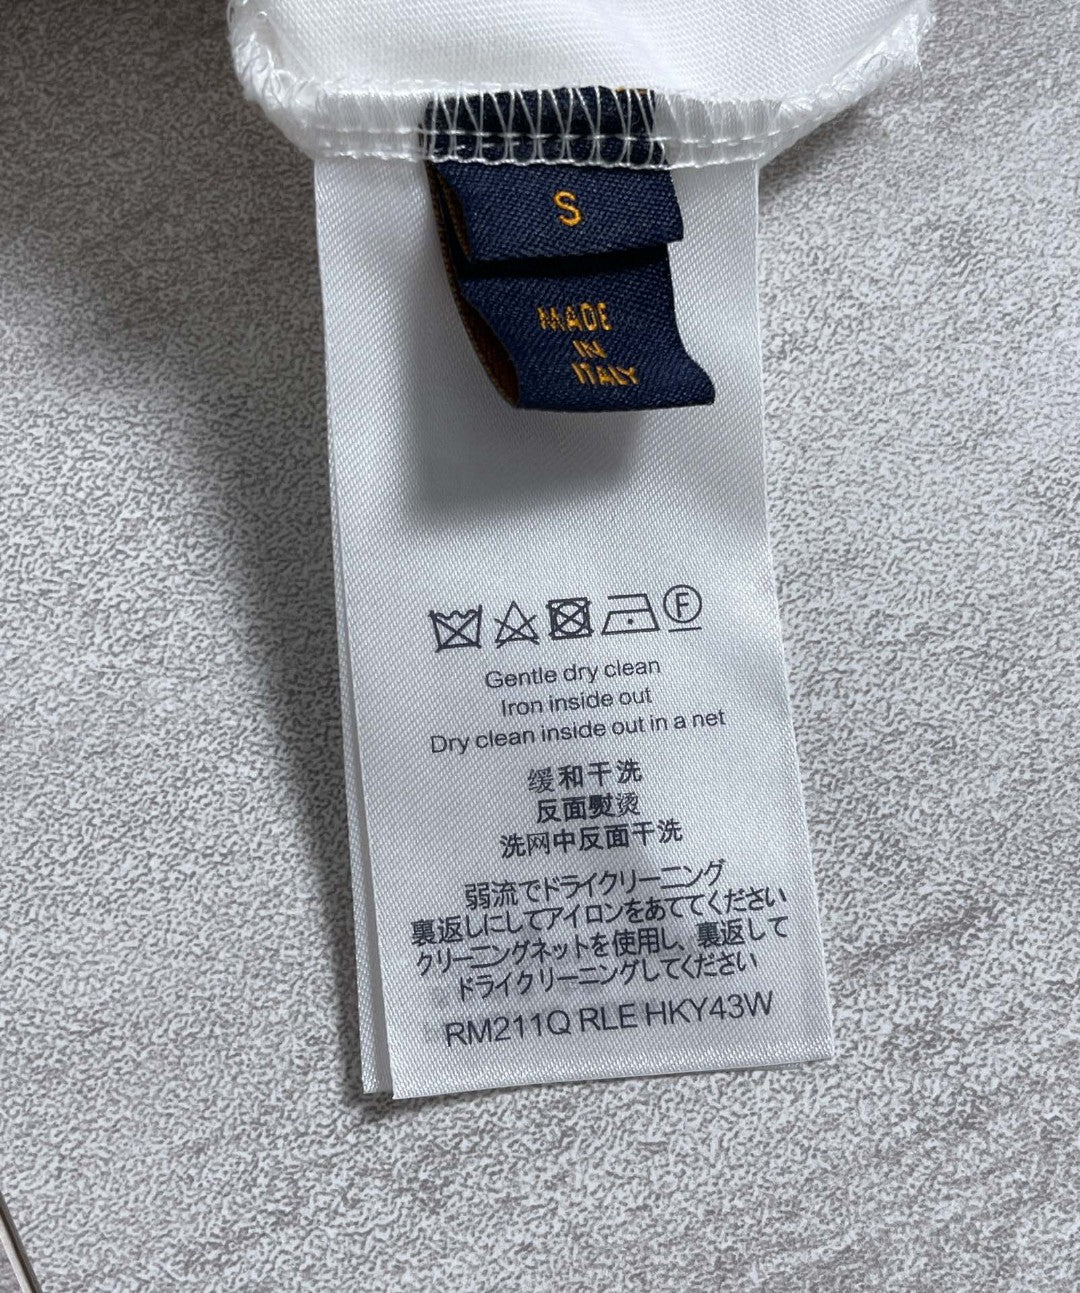 S
MADE
IN
ITALY
F
Gentle dry clean
Iron inside out
Dry clean inside out in a net
缓和干洗
反面熨烫
洗网中反面干洗
弱流でドライクリーニング
裏返しにしてアイロンをあててください
クリーニングネットを使用し、裏返して
ドライクリーニングしてください
RM211Q RLE HKY43W